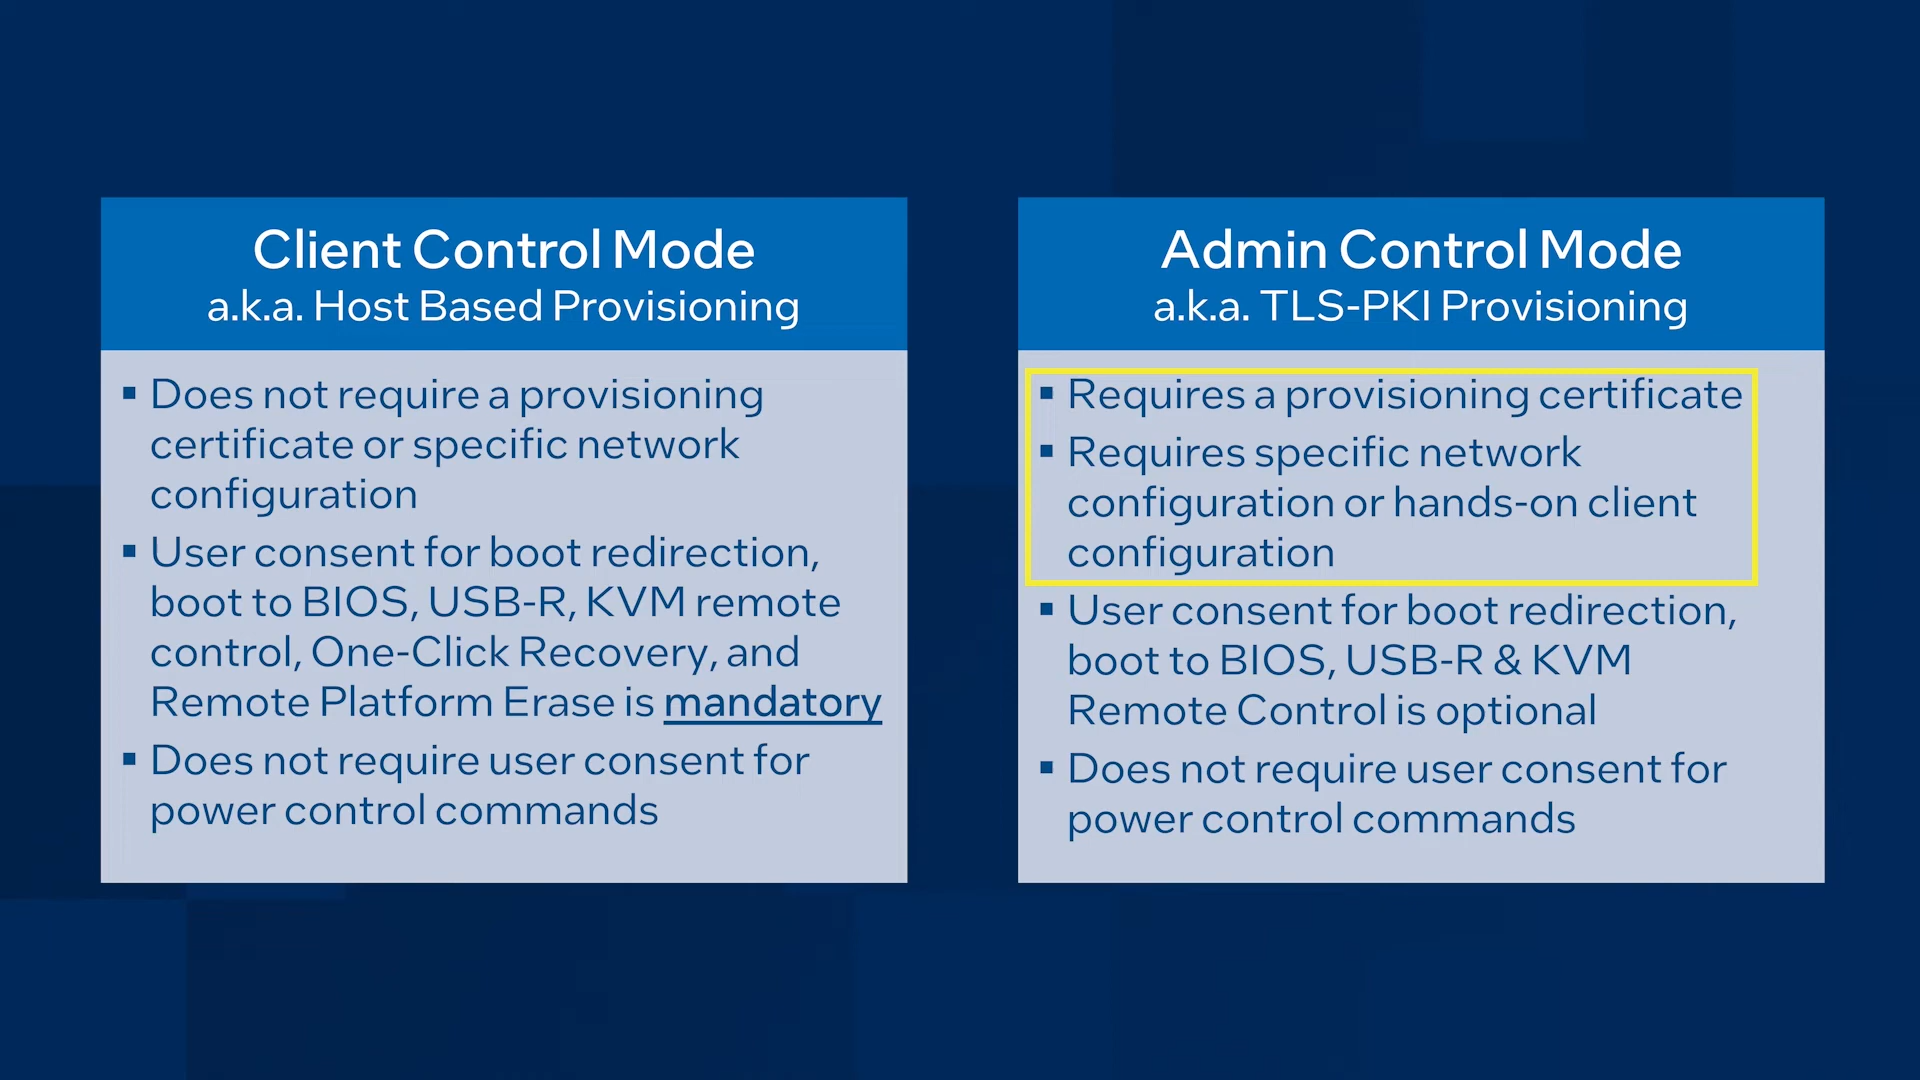 Client Control Mode
a.k.a. Host Based Provisioning
▪ Does not require a provisioning
certificate or specific network
configuration
▪ User consent for boot redirection,
boot to BIOS, USB-R, KVM remote
control, One-Click Recovery, and
Remote Platform Erase is mandatory
▪ Does not require user consent for
power control commands
Admin Control Mode
a.k.a. TLS-PKI Provisioning
▪ Requires a provisioning certificate
▪ Requires specific network
configuration or hands-on client
configuration
▪ User consent for boot redirection,
boot to BIOS, USB-R & KVM
Remote Control is optional
▪ Does not require user consent for
power control commands